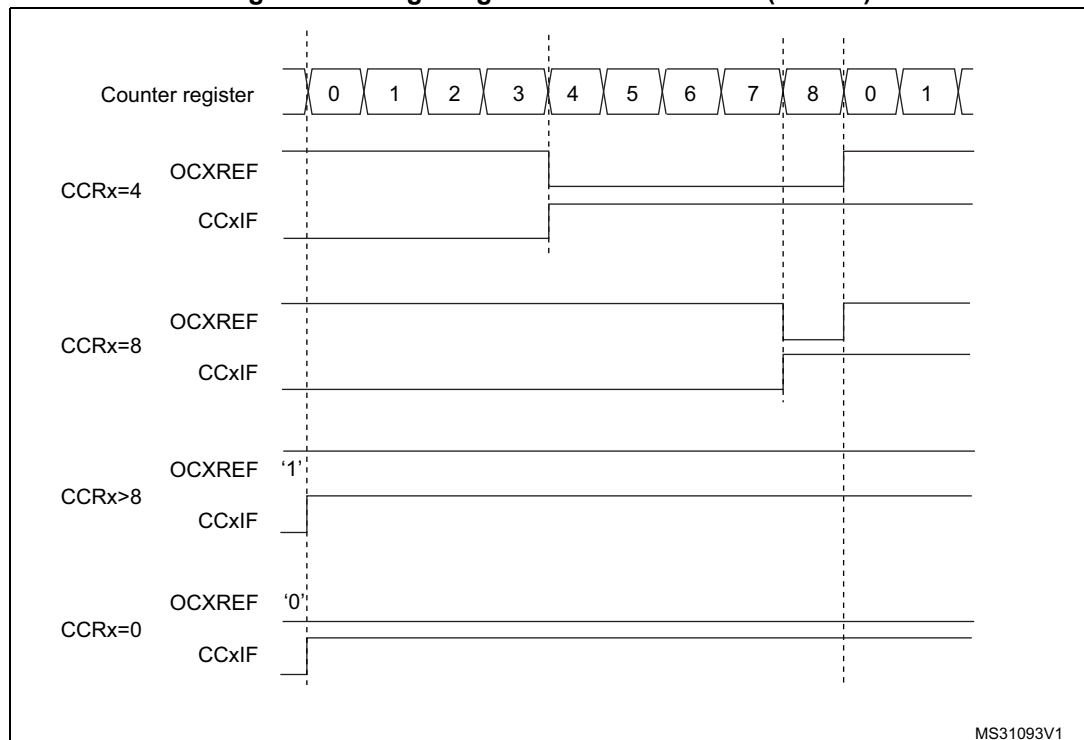 Counter register 0 1 2 3 4 5 6 7 8 0 1
OCXREF
CCRx=4
CCxIF
OCXREF
CCRx=8
CCxIF
OCXREF ‘1’
CCRx>8
CCxIF
OCXREF ‘0’
CCRx=0
CCxIF
MS31093V1